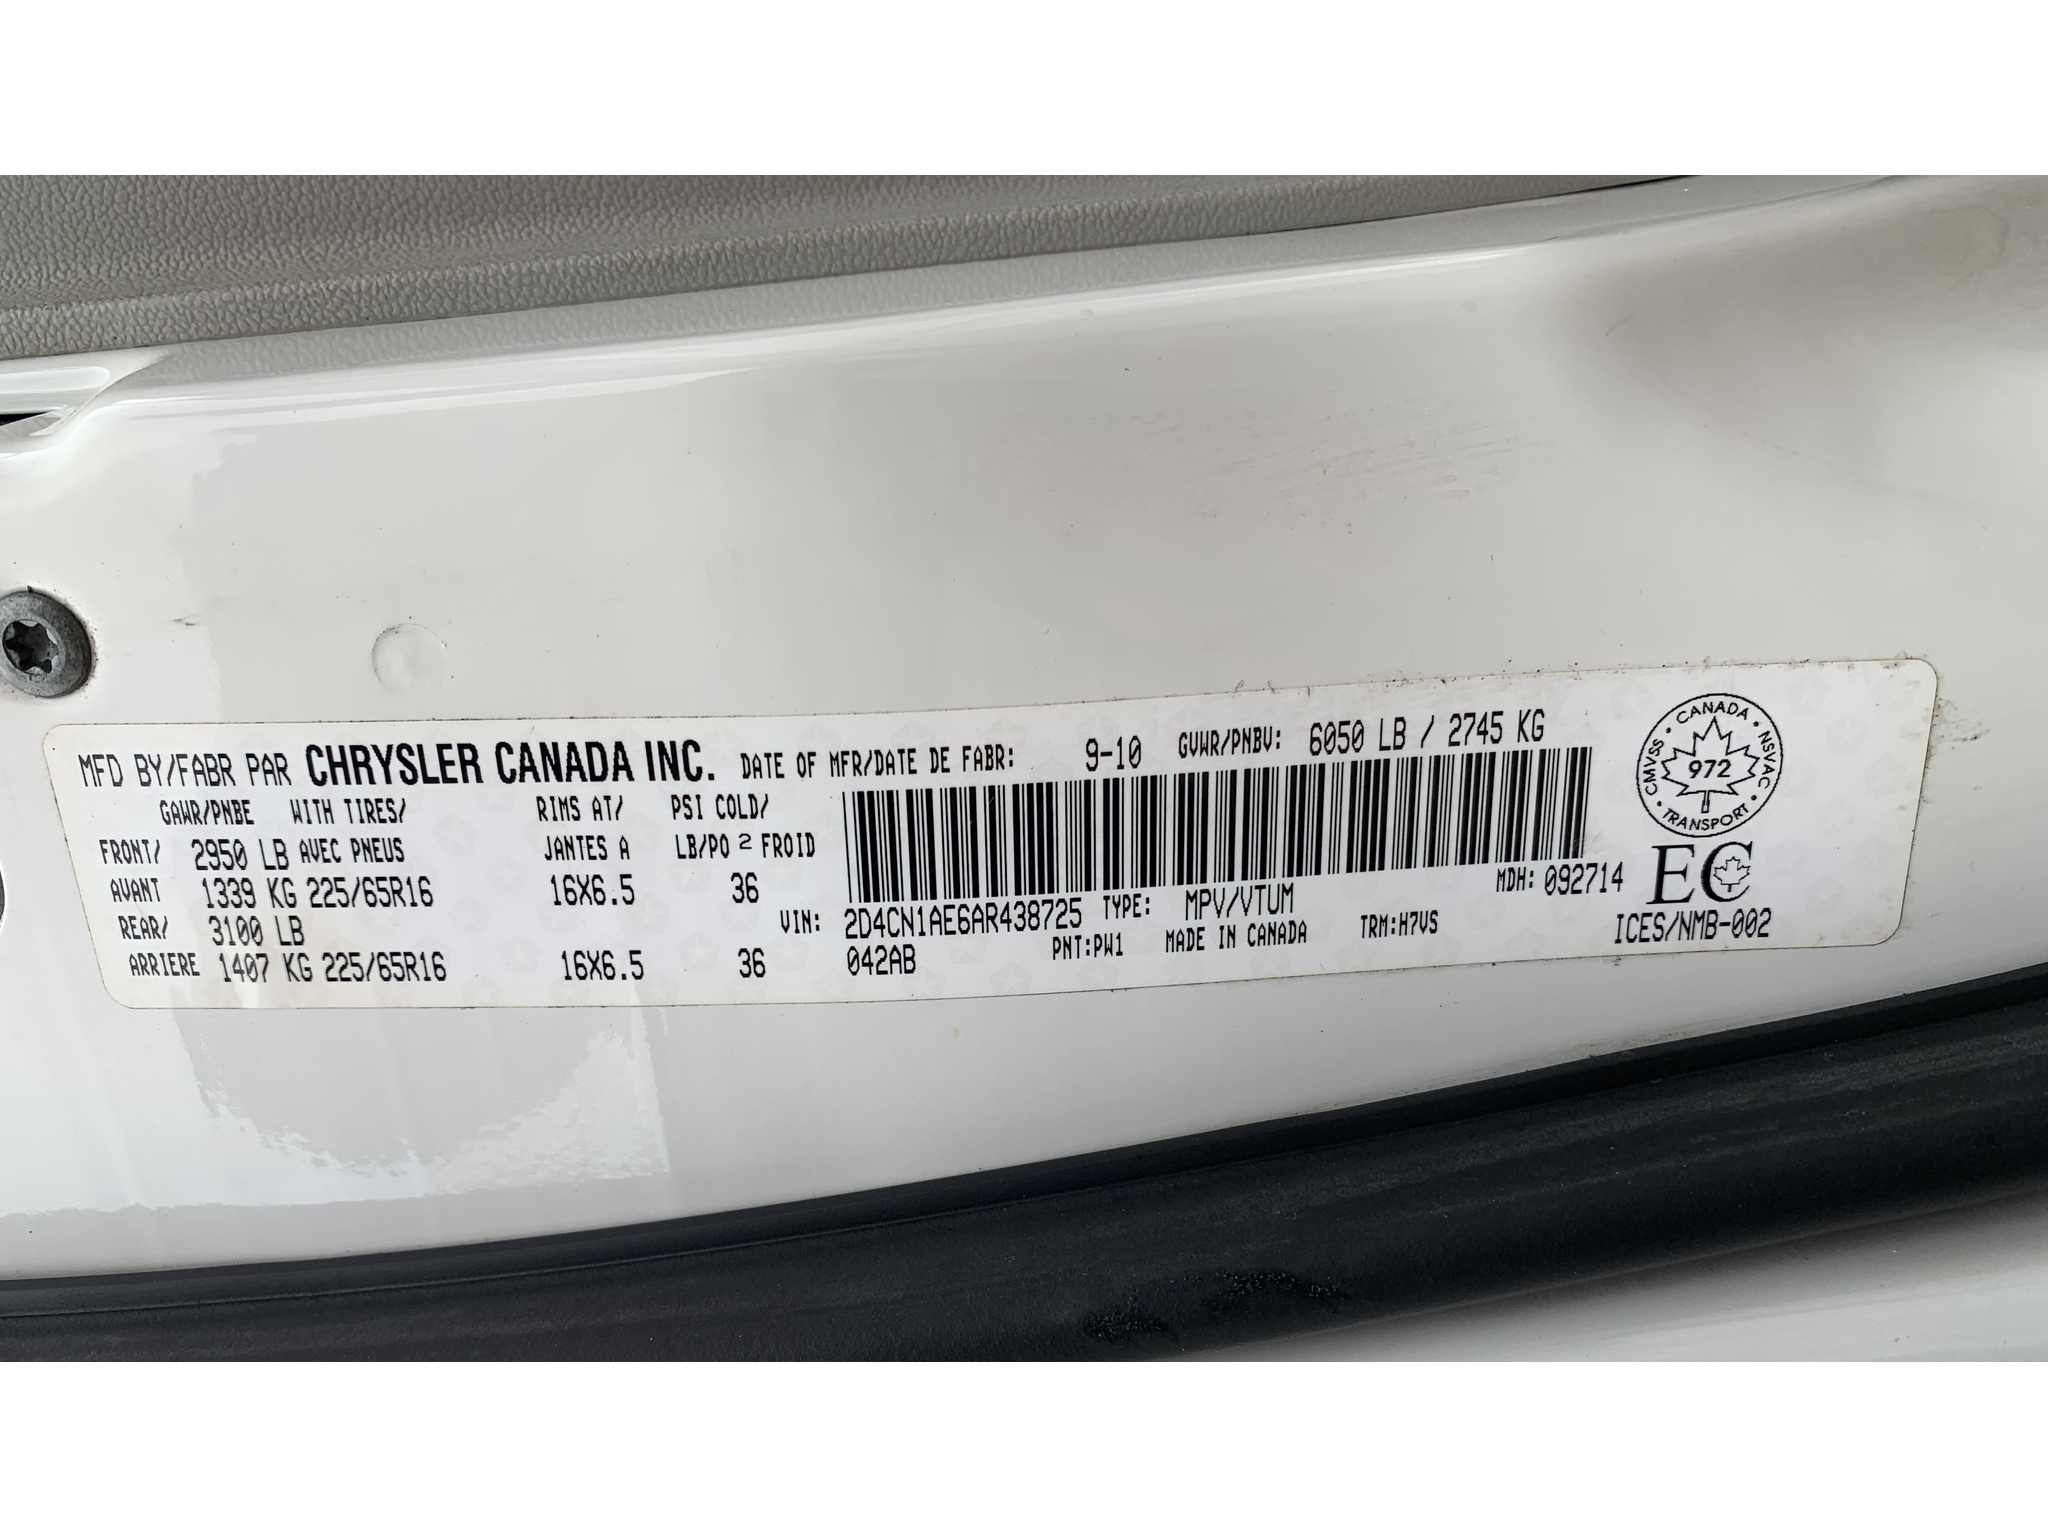 MFD BY/FABR PAR CHRYSLER CANADA INC. DATE OF MFR/DATE DE FABR: 9-10 GVWR/PNBV: 6050 LB / 2745 KG
GAWR/PNBE WITH TIRES/ RIMS AT/ PSI COLD/
FRONT/ 2950 LB AVEC PNEUS JANTES A LB/PO 2 FROID
AVANT 1339 KG 225/65R16 16X6.5 36
REAR/ 3100 LB
ARRIERE 1407 KG 225/65R16 16X6.5 36
MDH: 092714
VIN: 2D4CN1AE6AR438725 TYPE: MPV/VTUM
042AB PNT:PW1 MADE IN CANADA TRM:H7VS
CANADA • NSVAC • TRANSPORT • CMVSS •
972
EC
ICES/NMB-002